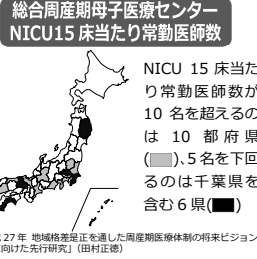 総合周産期母子医療センター
NICU15 床当たり常勤医師数
NICU 15 床当た
り常勤医師数が
10 名を超えるの
は 10 都府県
(　)、5 名を下回
るのは千葉県を
含む 6 県(　)
27 年 地域格差是正を通した周産期医療体制の将来ビジョン
向けた先行研究」（田村正徳）